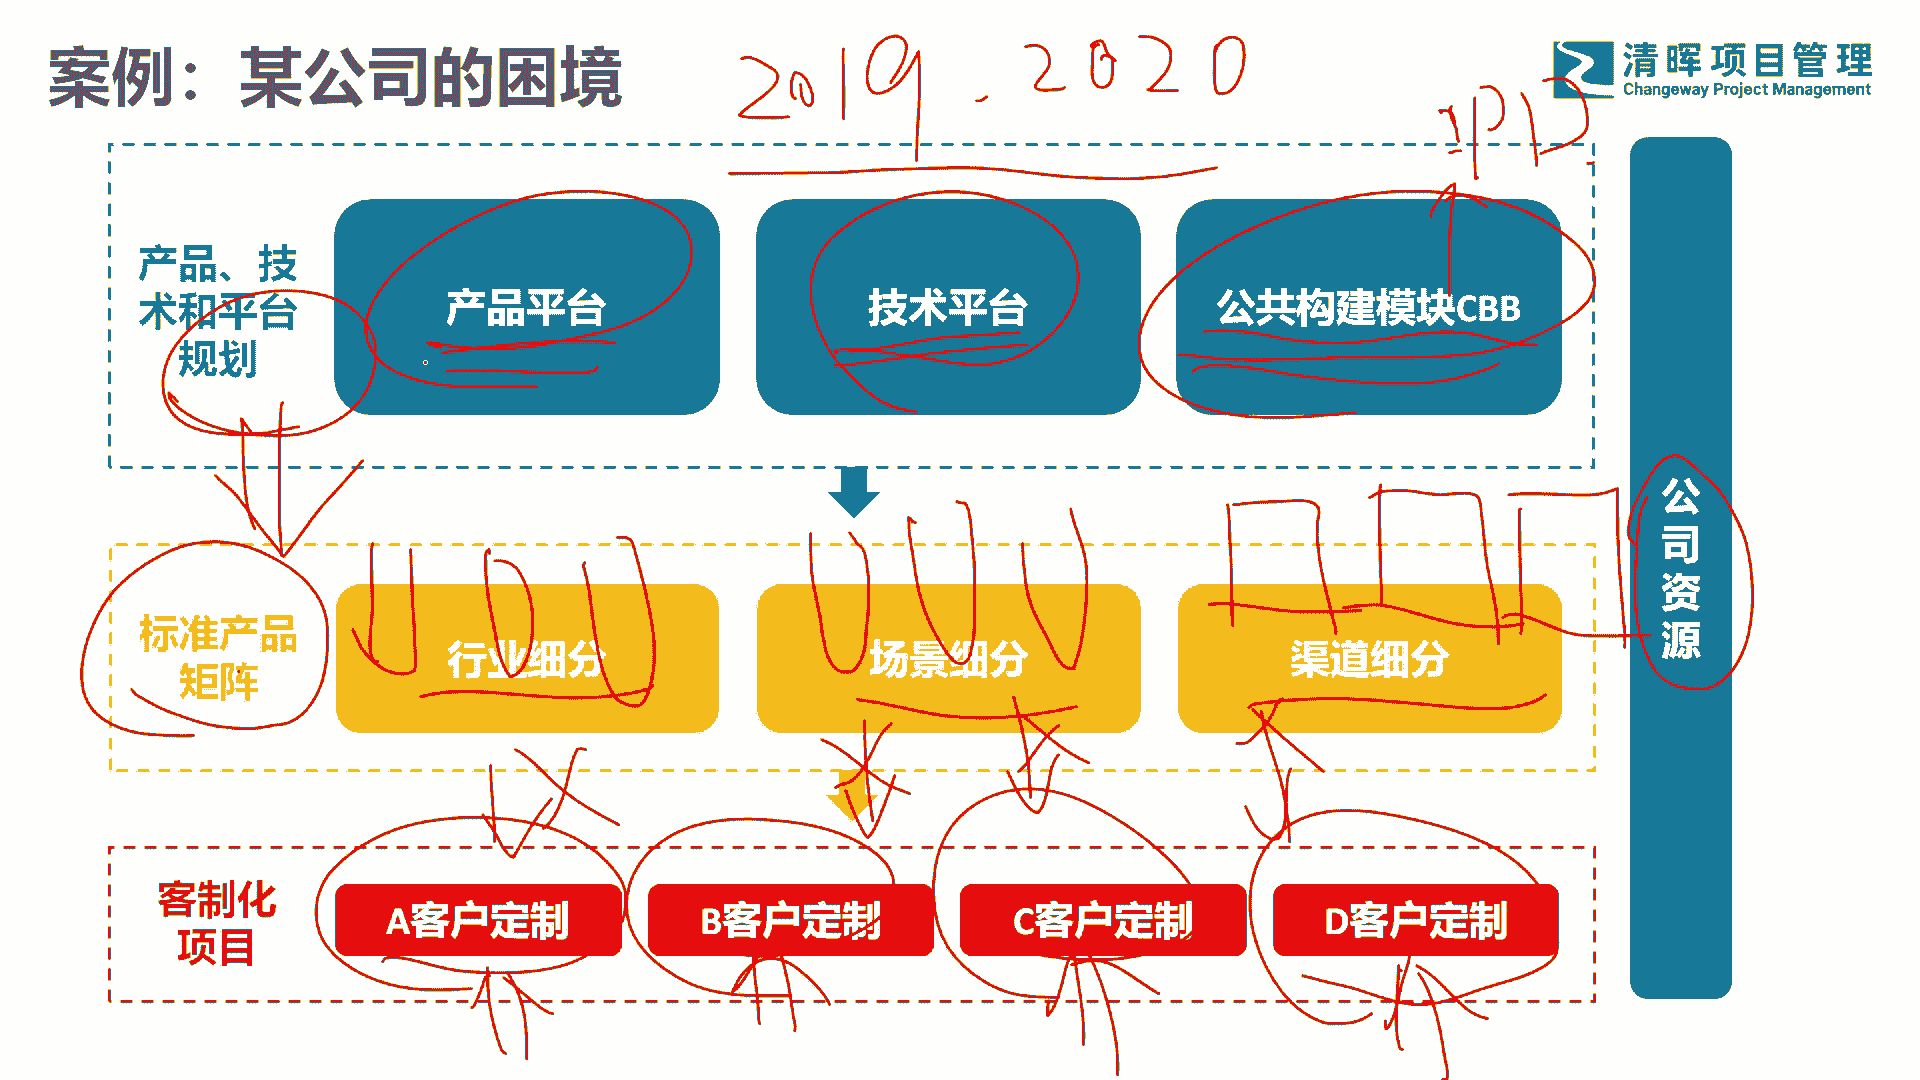 案例：某公司的困境
2019.2020
清晖项目管理
Changeway Project Management
IPD
产品、技
术和平台
规划
产品平台
技术平台
公共构建模块CBB
公司资源
标准产品
矩阵
行业细分
场景细分
渠道细分
客制化
项目
A客户定制
B客户定制
C客户定制
D客户定制